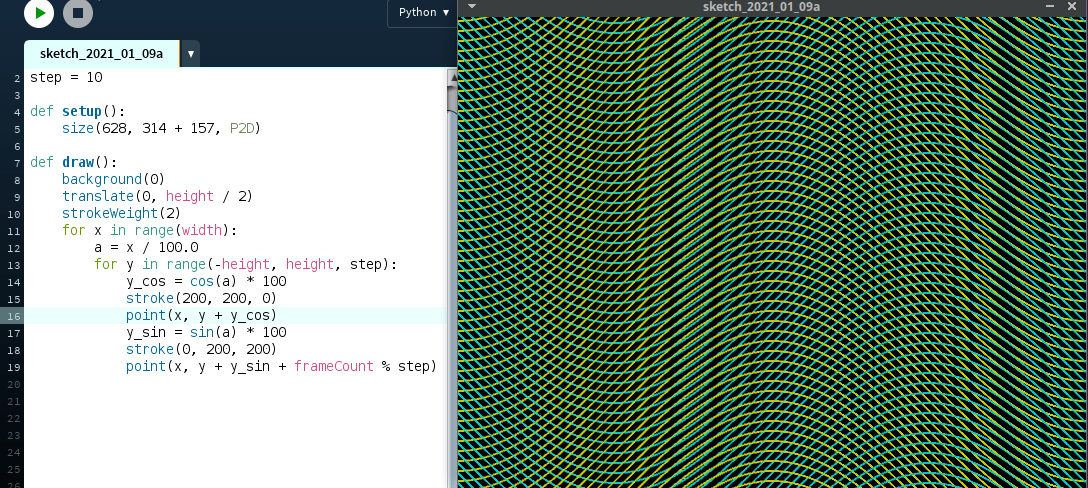 Python ▾
sketch_2021_01_09a
sketch_2021_01_09a ▾
2 step = 10
3
4 def setup():
5     size(628, 314 + 157, P2D)
6
7 def draw():
8     background(0)
9     translate(0, height / 2)
10     strokeWeight(2)
11     for x in range(width):
12         a = x / 100.0
13         for y in range(-height, height, step):
14             y_cos = cos(a) * 100
15             stroke(200, 200, 0)
16             point(x, y + y_cos)
17             y_sin = sin(a) * 100
18             stroke(0, 200, 200)
19             point(x, y + y_sin + frameCount % step)
20
21
22
23
24
25
26